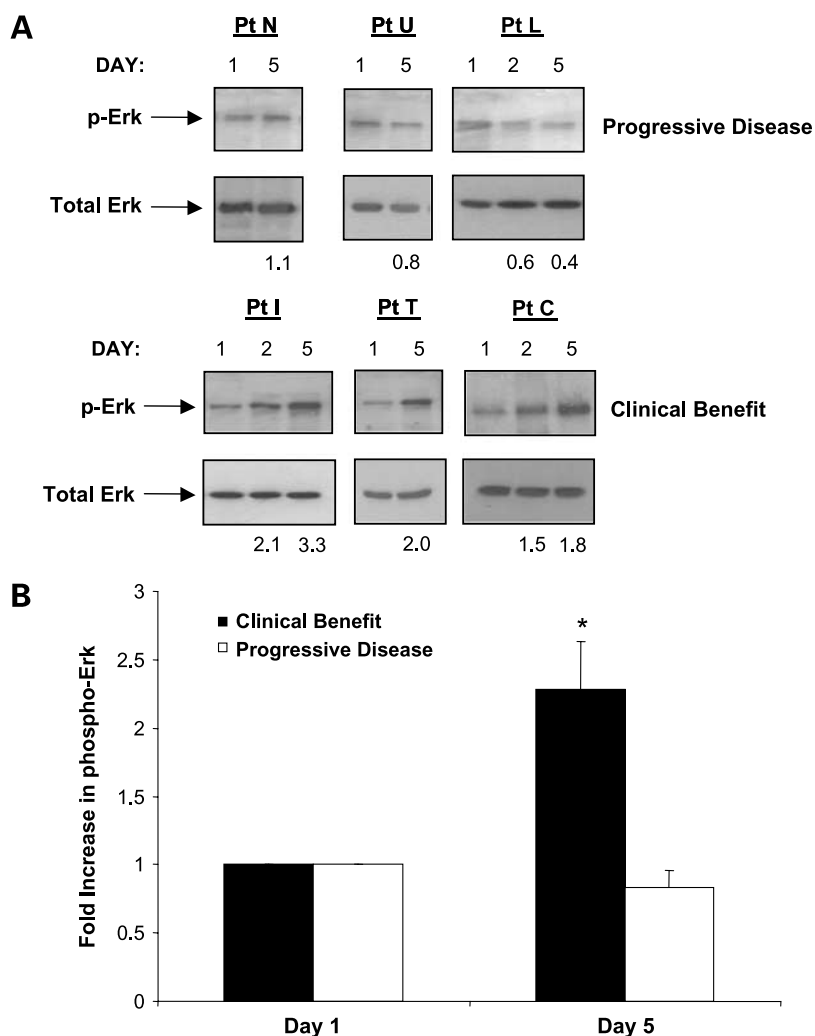 A
Pt N Pt U Pt L
DAY: 1 5 1 5 1 2 5
p-Erk Progressive Disease
Total Erk
1.1 0.8 0.6 0.4
Pt I Pt T Pt C
DAY: 1 2 5 1 5 1 2 5
p-Erk Clinical Benefit
Total Erk
2.1 3.3 2.0 1.5 1.8
B
Fold Increase in phospho-Erk
3
2.5
2
1.5
1
0.5
0
Clinical Benefit
Progressive Disease
*
Day 1 Day 5